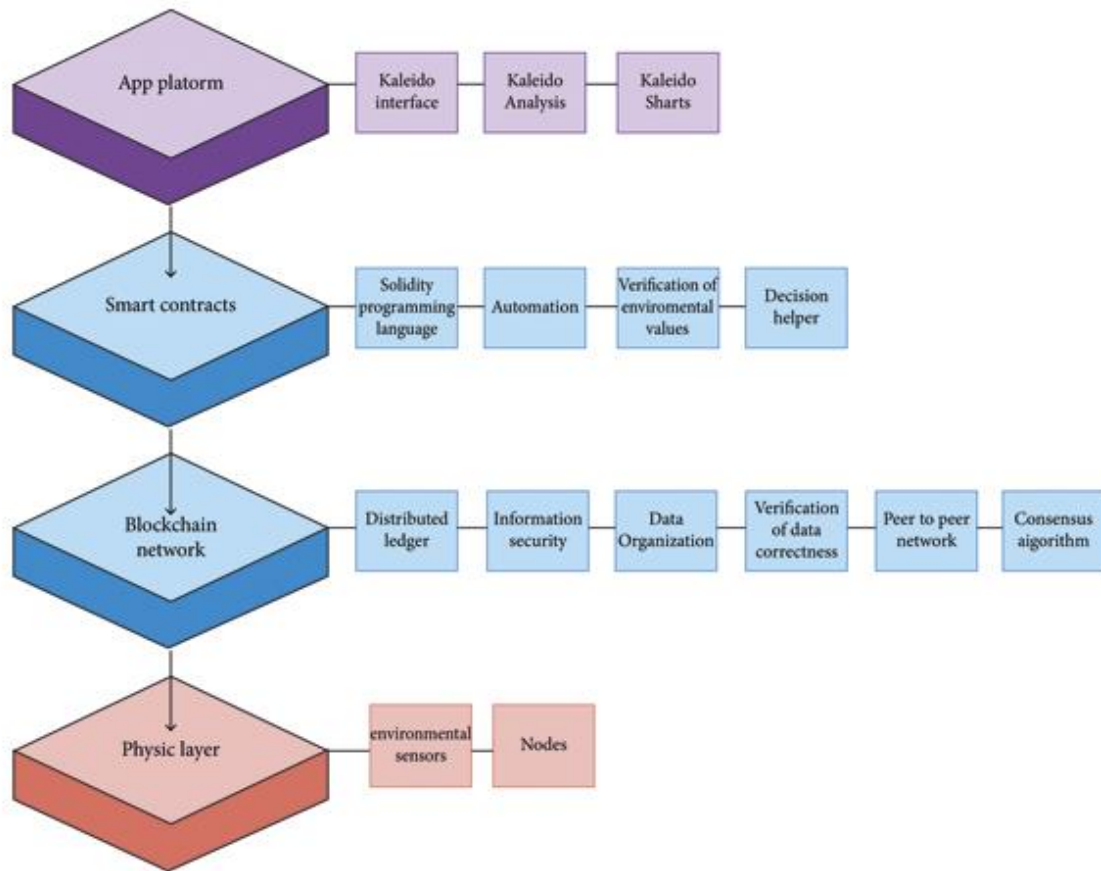 App platorm
Kaleido
interface
Kaleido
Analysis
Kaleido
Sharts
Smart contracts
Solidity
programming
language
Automation
Verification of
enviromental
values
Decision
helper
Blockchain
network
Distributed
ledger
Information
security
Data
Organization
Verification
of data
correctness
Peer to peer
network
Consensus
aigorithm
Physic layer
environmental
sensors
Nodes